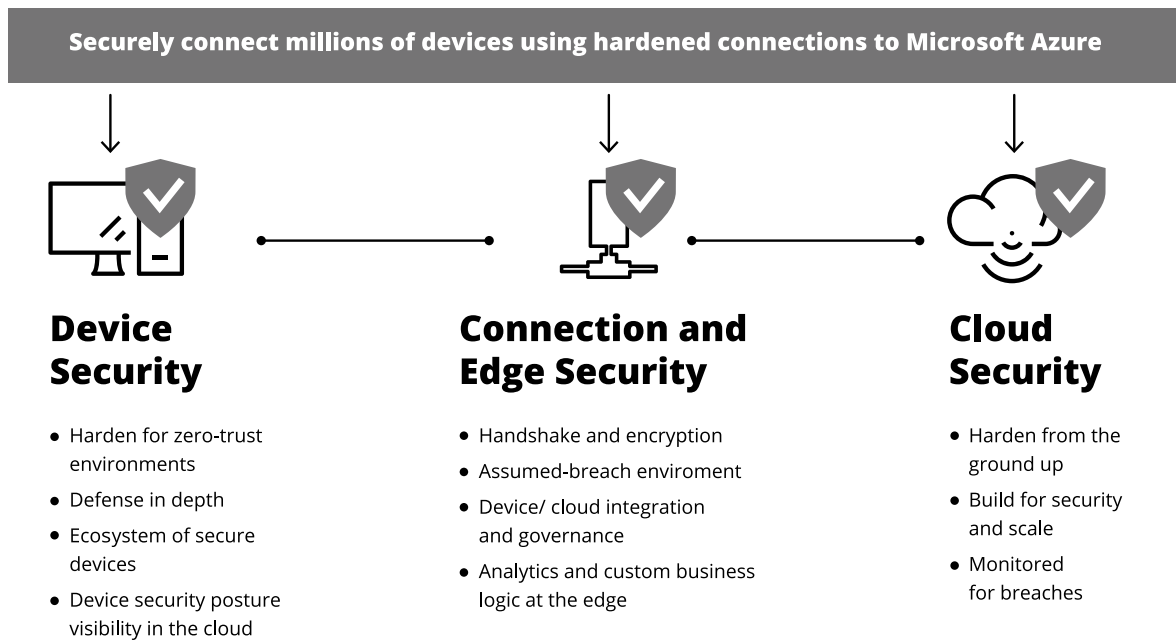 Securely connect millions of devices using hardened connections to Microsoft Azure
Device
Security
• Harden for zero-trust
environments
• Defense in depth
• Ecosystem of secure
devices
• Device security posture
visibility in the cloud
Connection and
Edge Security
• Handshake and encryption
• Assumed-breach enviroment
• Device/ cloud integration
and governance
• Analytics and custom business
logic at the edge
Cloud
Security
• Harden from the
ground up
• Build for security
and scale
• Monitored
for breaches